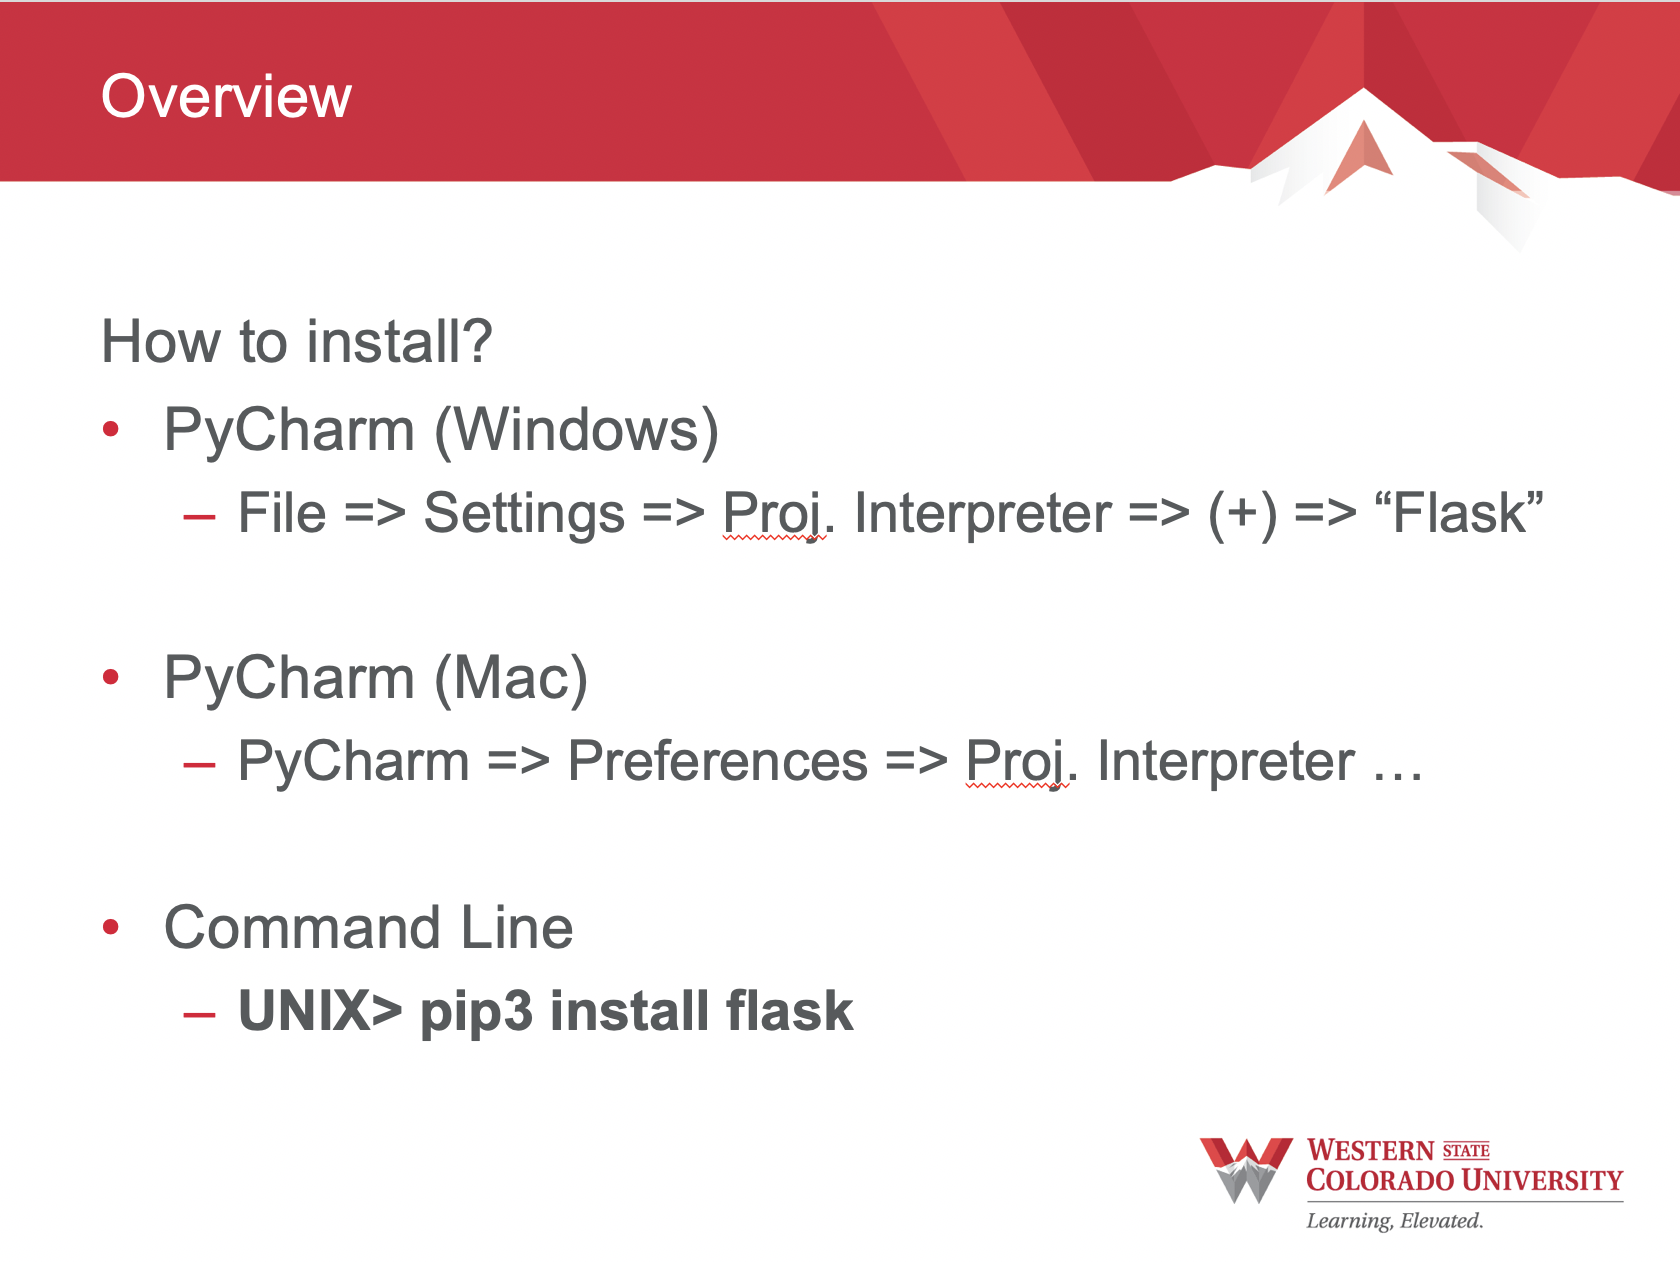 Overview
How to install?
• PyCharm (Windows)
– File => Settings => Proj. Interpreter => (+) => “Flask”
• PyCharm (Mac)
– PyCharm => Preferences => Proj. Interpreter …
• Command Line
– UNIX> pip3 install flask
WESTERN STATE
COLORADO UNIVERSITY
Learning, Elevated.